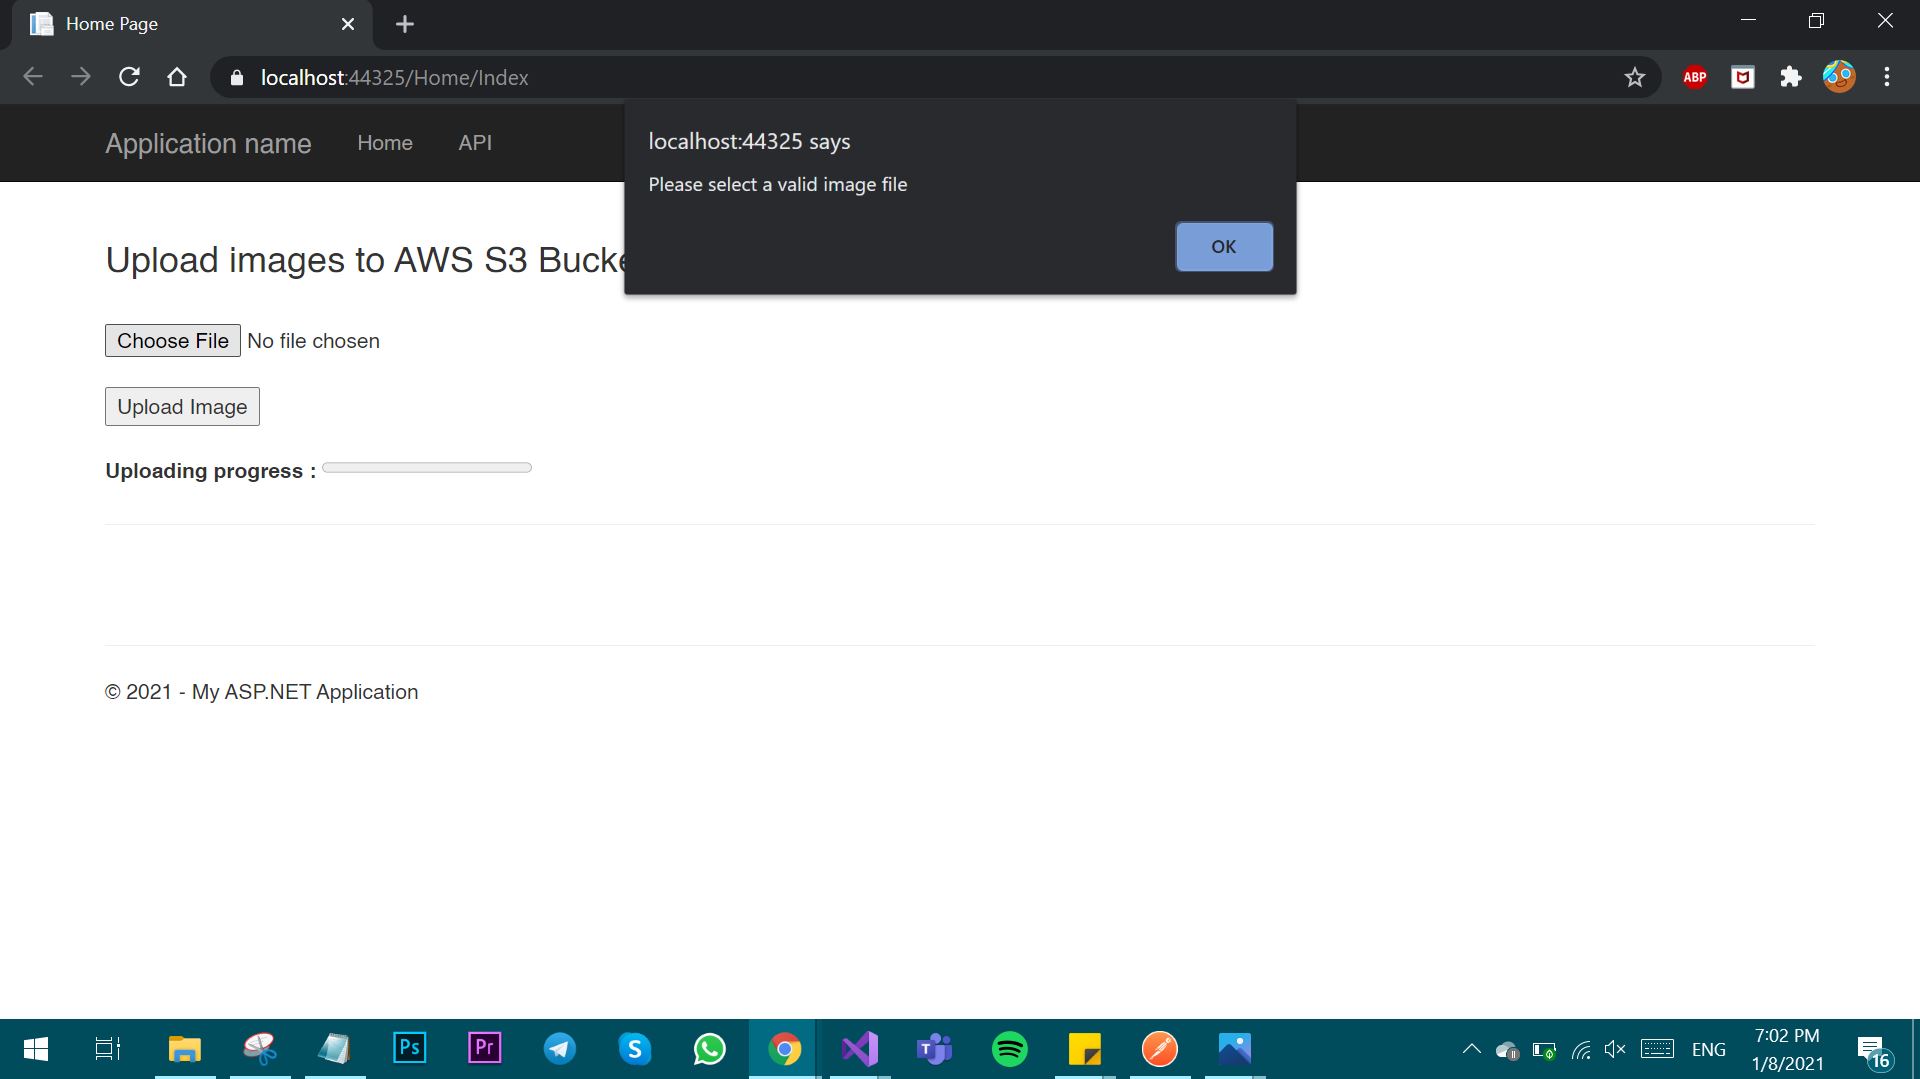 Home Page
localhost:44325/Home/Index
ABP
Application name Home API
localhost:44325 says
Please select a valid image file
OK
Upload images to AWS S3 Bucke
Choose File No file chosen
Upload Image
Uploading progress :
© 2021 - My ASP.NET Application
Ps Pr S T
ENG
7:02 PM
1/8/2021
16